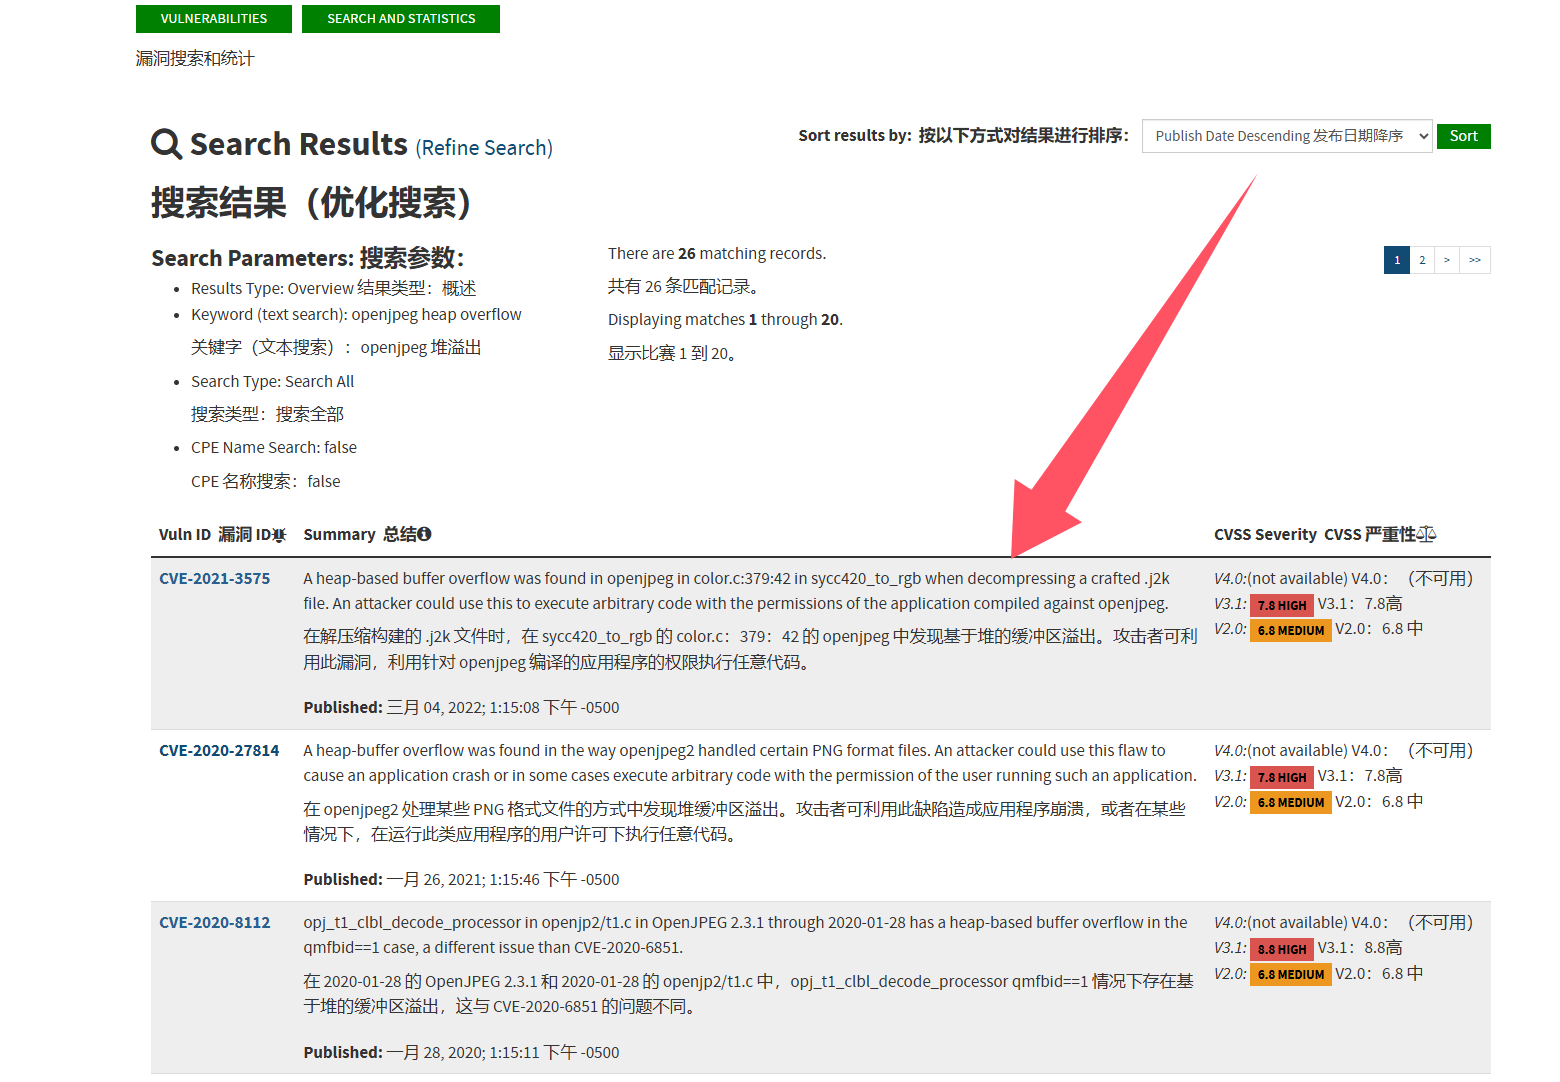 VULNERABILITIES
SEARCH AND STATISTICS
漏洞搜索和统计
Search Results (Refine Search)
Sort results by: 按以下方式对结果进行排序：
Publish Date Descending 发布日期降序
Sort
搜索结果（优化搜索）
Search Parameters: 搜索参数：
Results Type: Overview 结果类型：概述
Keyword (text search): openjpeg heap overflow
关键字（文本搜索）：openjpeg 堆溢出
Search Type: Search All
搜索类型：搜索全部
CPE Name Search: false
CPE 名称搜索：false
There are 26 matching records.
共有 26 条匹配记录。
Displaying matches 1 through 20.
显示比赛 1 到 20。
1 2 > >>
Vuln ID 漏洞 ID
Summary 总结
CVSS Severity CVSS 严重性
CVE-2021-3575
A heap-based buffer overflow was found in openjpeg in color.c:379:42 in sycc420_to_rgb when decompressing a crafted .j2k
file. An attacker could use this to execute arbitrary code with the permissions of the application compiled against openjpeg.
在解压缩构建的 .j2k 文件时，在 sycc420_to_rgb 的 color.c：379：42 的 openjpeg 中发现基于堆的缓冲区溢出。攻击者可利
用此漏洞，利用针对 openjpeg 编译的应用程序的权限执行任意代码。
Published: 三月 04, 2022; 1:15:08 下午 -0500
V4.0:(not available) V4.0：（不可用）
V3.1: 7.8 HIGH V3.1：7.8高
V2.0: 6.8 MEDIUM V2.0：6.8 中
CVE-2020-27814
A heap-buffer overflow was found in the way openjpeg2 handled certain PNG format files. An attacker could use this flaw to
cause an application crash or in some cases execute arbitrary code with the permission of the user running such an application.
在 openjpeg2 处理某些 PNG 格式文件的方式中发现堆缓冲区溢出。攻击者可利用此缺陷造成应用程序崩溃，或者在某些
情况下，在运行此类应用程序的用户许可下执行任意代码。
Published: 一月 26, 2021; 1:15:46 下午 -0500
V4.0:(not available) V4.0：（不可用）
V3.1: 7.8 HIGH V3.1：7.8高
V2.0: 6.8 MEDIUM V2.0：6.8 中
CVE-2020-8112
opj_t1_clbl_decode_processor in openjp2/t1.c in OpenJPEG 2.3.1 through 2020-01-28 has a heap-based buffer overflow in the
qmfbid==1 case, a different issue than CVE-2020-6851.
在 2020-01-28 的 OpenJPEG 2.3.1 和 2020-01-28 的 openjp2/t1.c 中，opj_t1_clbl_decode_processor qmfbid==1 情况下存在基
于堆的缓冲区溢出，这与 CVE-2020-6851 的问题不同。
Published: 一月 28, 2020; 1:15:11 下午 -0500
V4.0:(not available) V4.0：（不可用）
V3.1: 8.8 HIGH V3.1：8.8高
V2.0: 6.8 MEDIUM V2.0：6.8 中